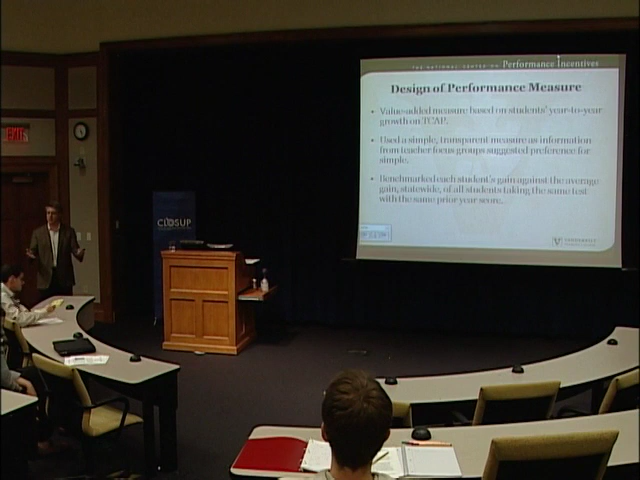 THE NATIONAL CENTER ON Performance Incentives
Design of Performance Measure
• Value-added measure based on students' year-to-year
growth on TCAP.
• Used a simple, transparent measure as information
from teacher focus groups suggested preference for
simple.
• Benchmarked each student's gain against the average
gain, statewide, of all students taking the same test
with the same prior year score.
VANDERBILT
EXIT
CLOSUP